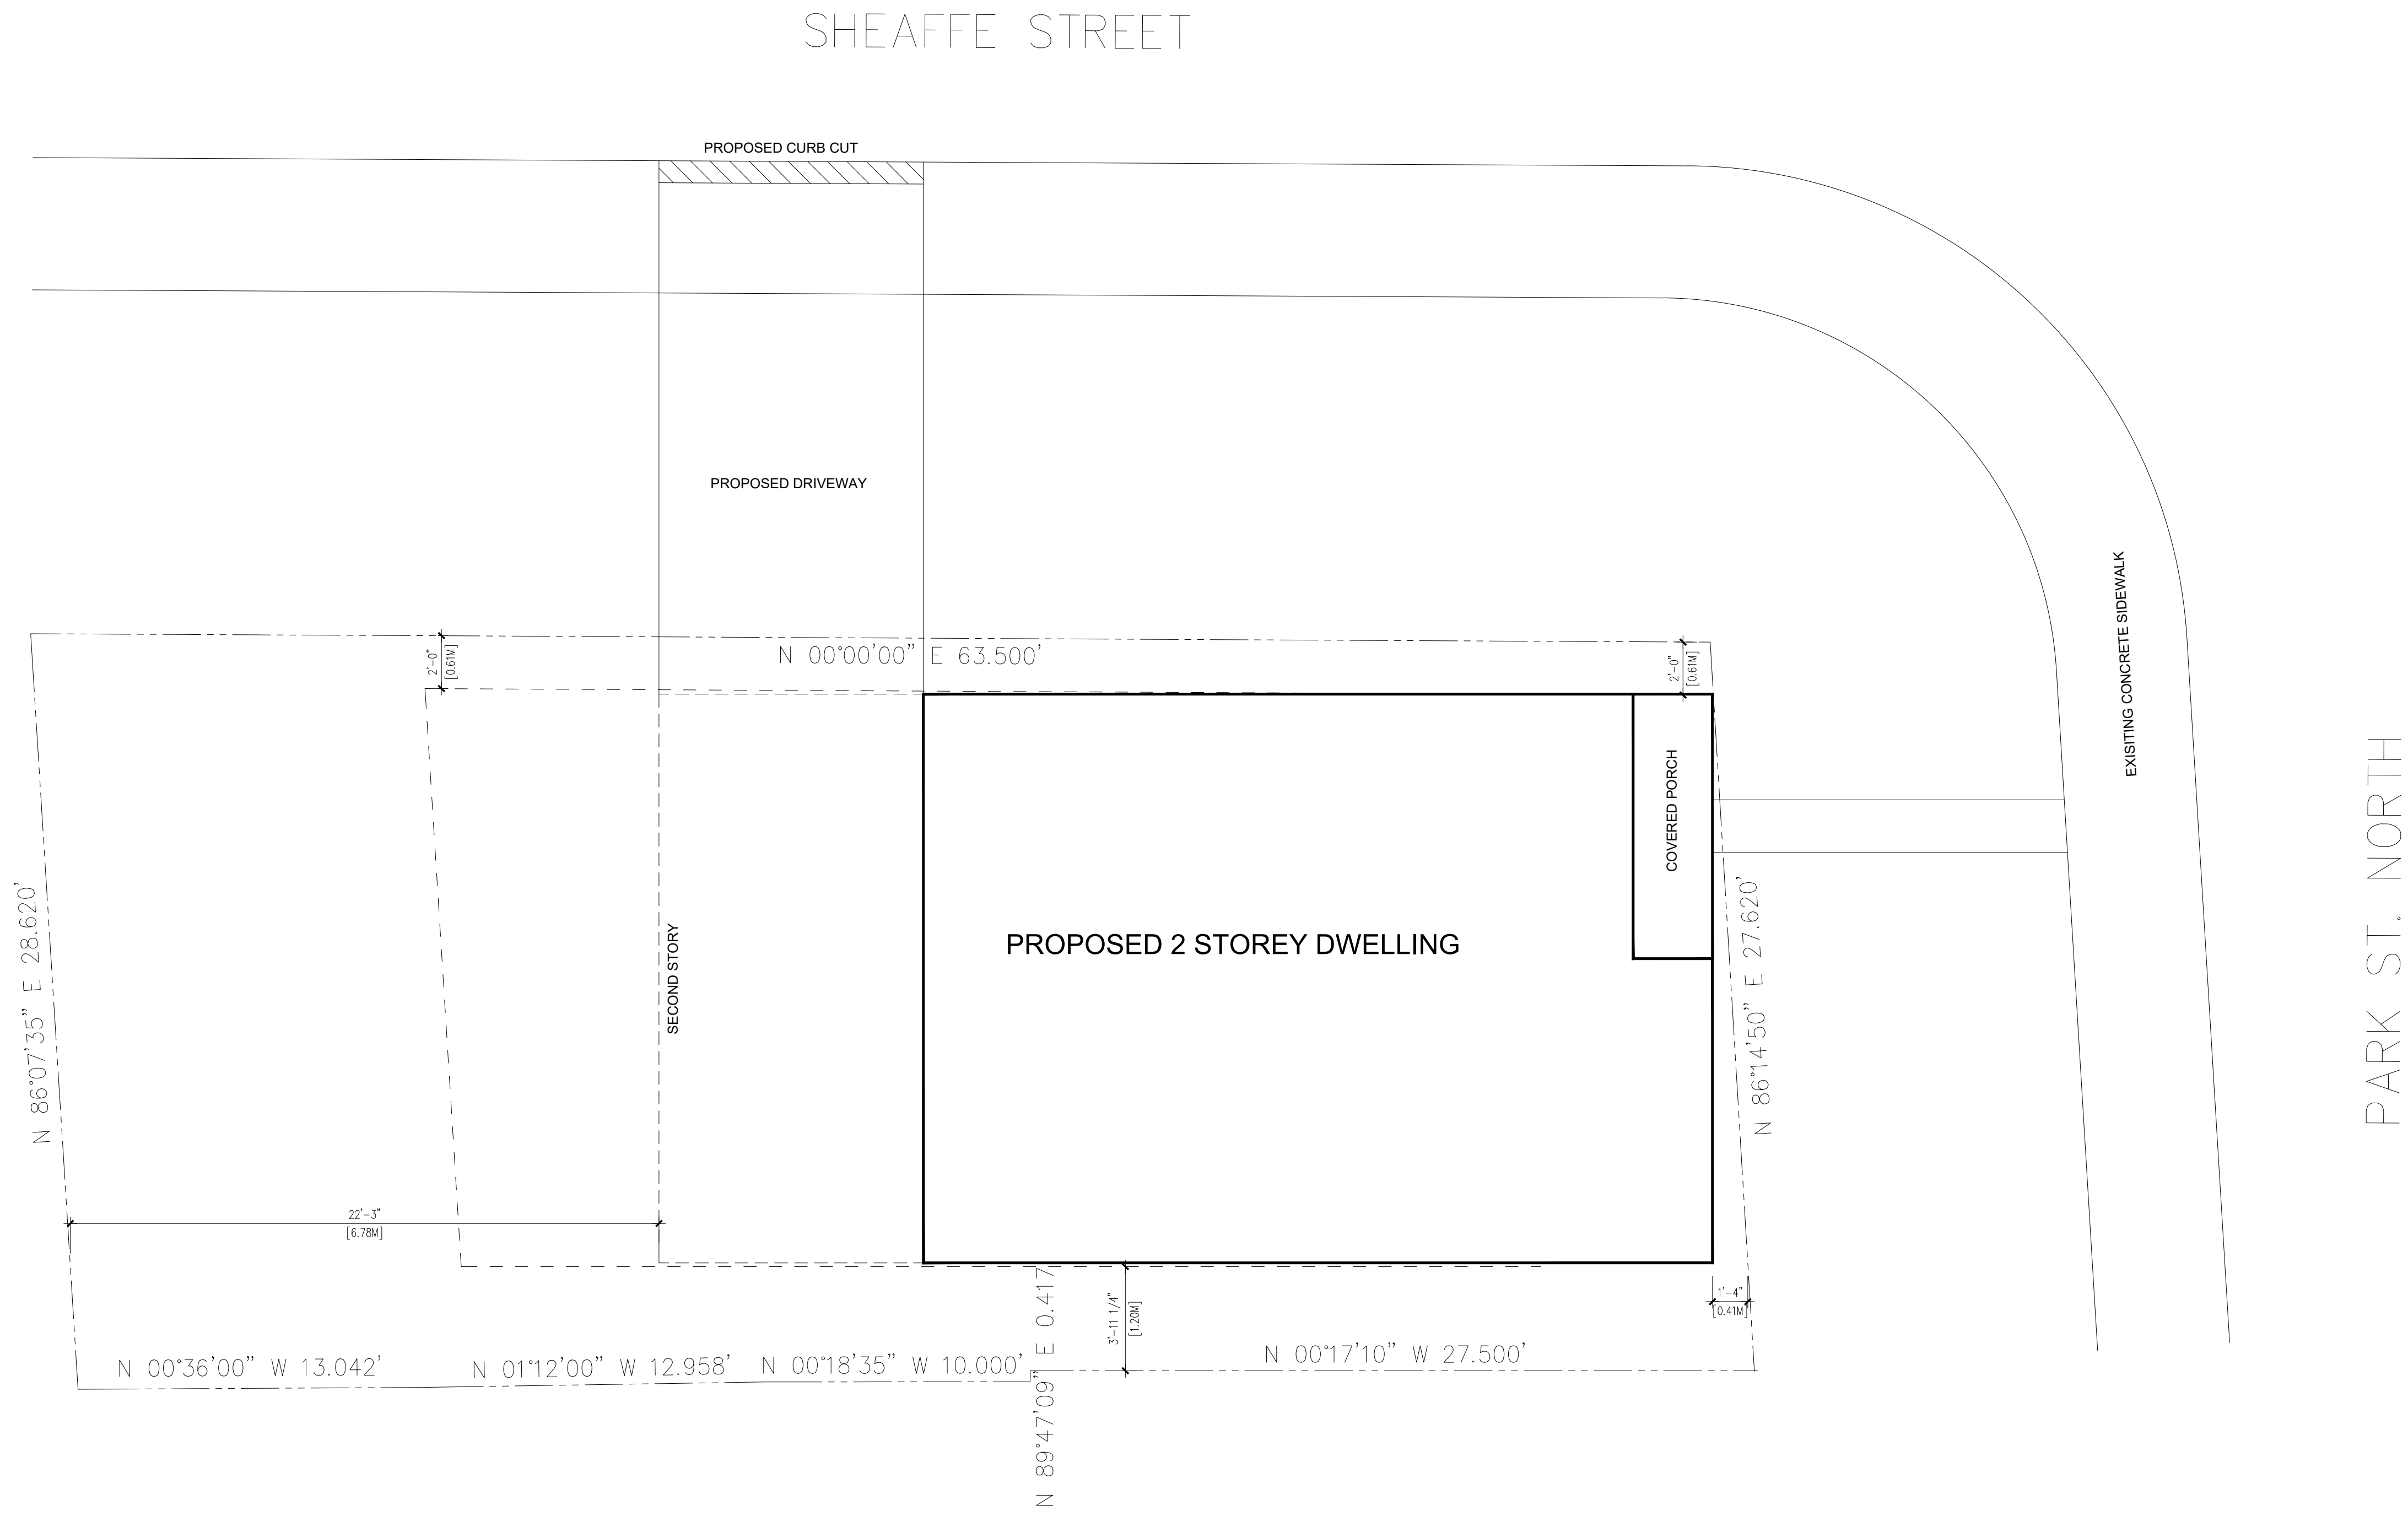 SHEAFFE STREET
PROPOSED CURB CUT
PROPOSED DRIVEWAY
EXISITING CONCRETE SIDEWALK
PARK ST. NORTH
2'-0"
[0.61M]
N 00°00'00" E 63.500'
2'-0"
[0.61M]
COVERED PORCH
N 86°07'35" E 28.620'
SECOND STORY
PROPOSED 2 STOREY DWELLING
N 86°14'50" E 27.620'
22'-3"
[6.78M]
3'-11 1/4"
[1.20M]
1'-4"
[0.41M]
N 00°36'00" W 13.042'
N 01°12'00" W 12.958'
N 00°18'35" W 10.000'
N 89°47'09" E 0.417
N 00°17'10" W 27.500'